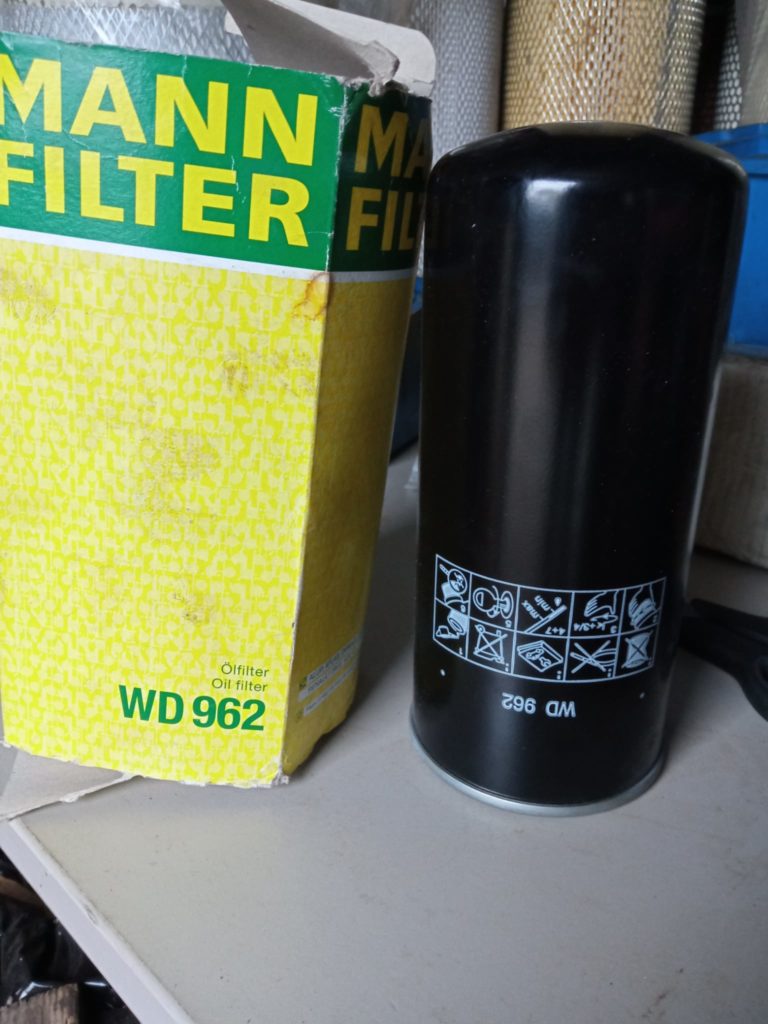 MANN
FILTER
MA
FIL
Ölfilter
Oil filter
WD 962
WD 962